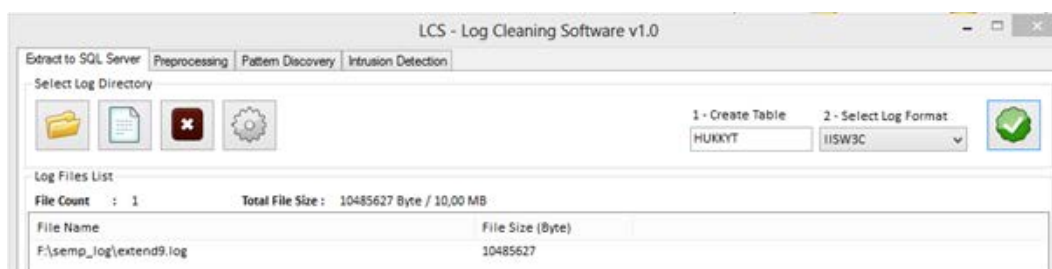 LCS - Log Cleaning Software v1.0
Extract to SQL Server Preprocessing Pattern Discovery Intrusion Detection
Select Log Directory
1 - Create Table 2 - Select Log Format
HUKKYT IISW3C
Log Files List
File Count : 1 Total File Size : 10485627 Byte / 10,00 MB
File Name File Size (Byte)
F:\semp_log\extend9.log 10485627